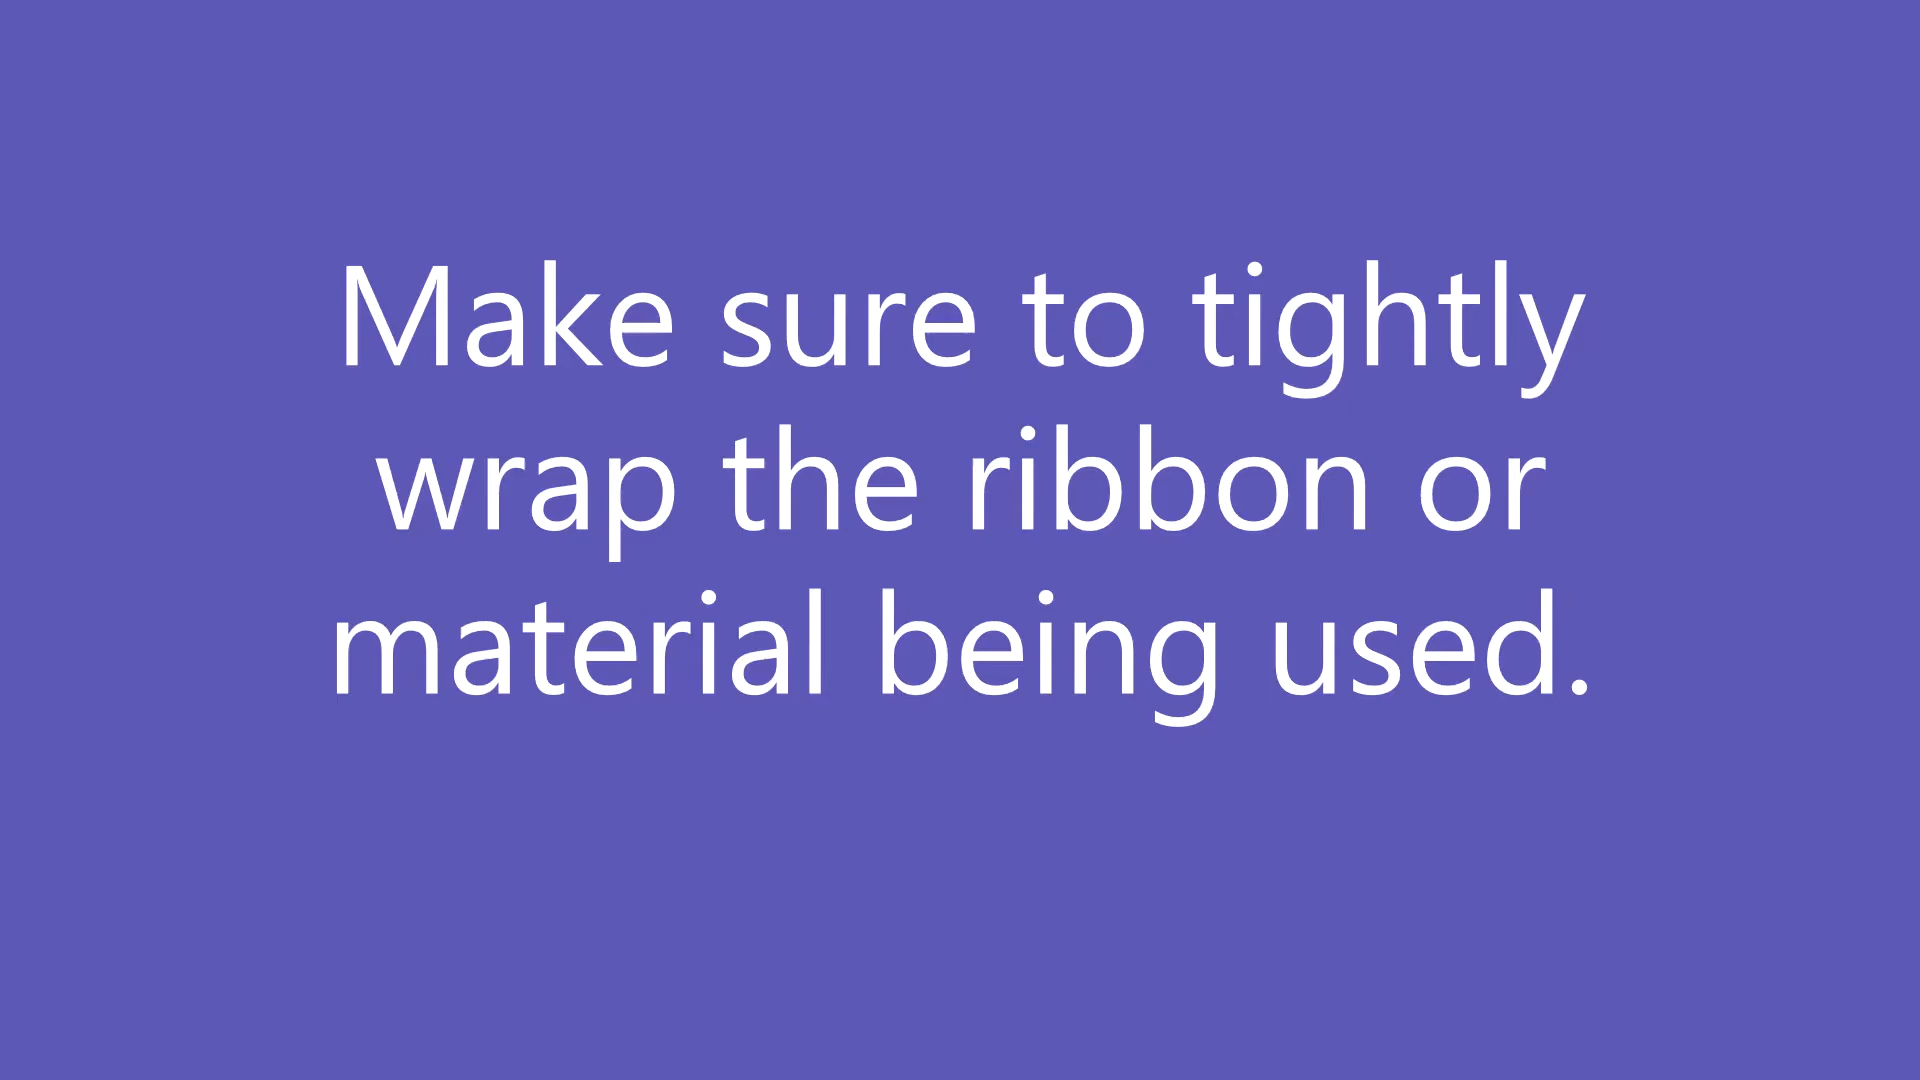 Make sure to tightly
wrap the ribbon or
material being used.